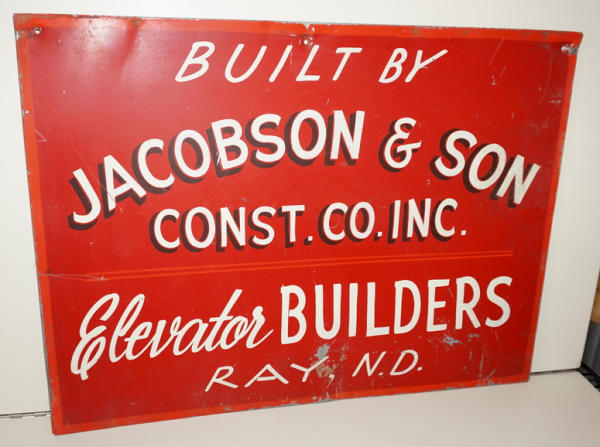 BUILT BY
JACOBSON & SON
CONST. CO. INC.
Elevator BUILDERS
RAY, N.D.